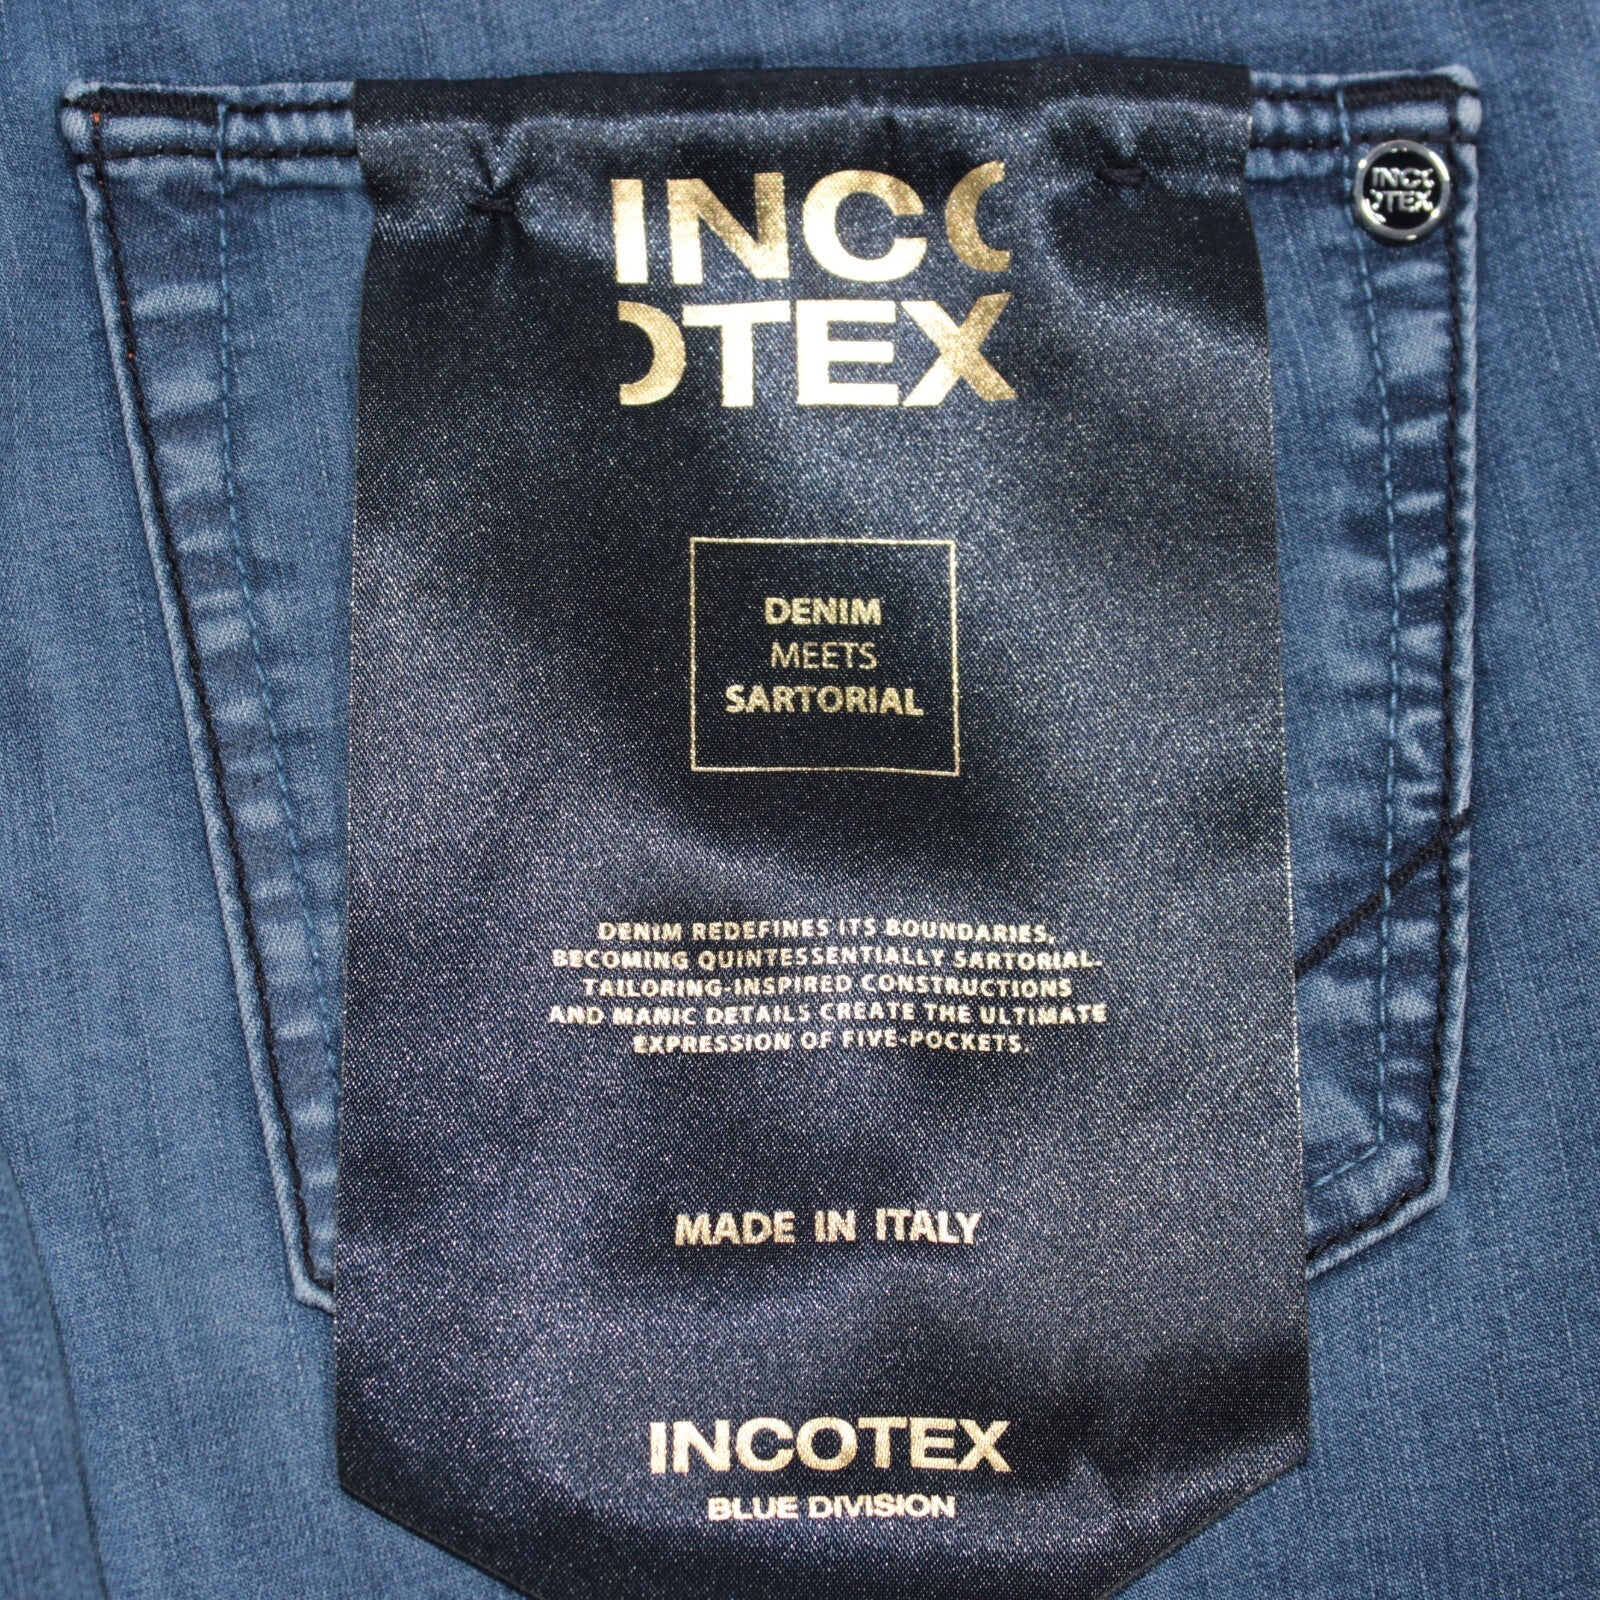 INCO
OTEX
INCO
OTEX
DENIM
MEETS
SARTORIAL
DENIM REDEFINES ITS BOUNDARIES,
BECOMING QUINTESSENTIALLY SARTORIAL.
TAILORING-INSPIRED CONSTRUCTIONS
AND MANIC DETAILS CREATE THE ULTIMATE
EXPRESSION OF FIVE-POCKETS.
MADE IN ITALY
INCOTEX
BLUE DIVISION